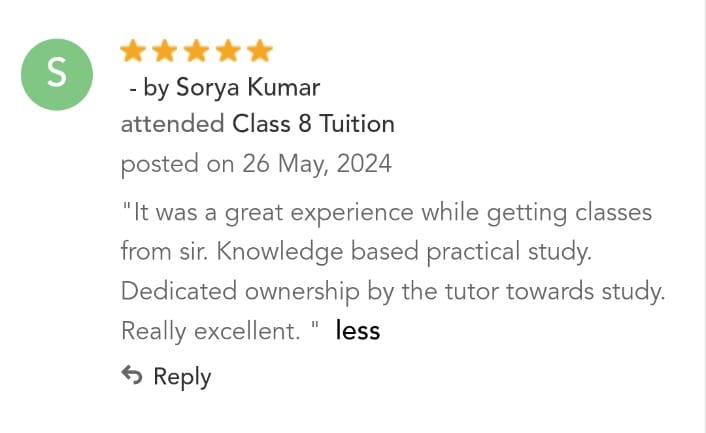 S
- by Sorya Kumar
attended Class 8 Tuition
posted on 26 May, 2024
"It was a great experience while getting classes
from sir. Knowledge based practical study.
Dedicated ownership by the tutor towards study.
Really excellent. " less
Reply